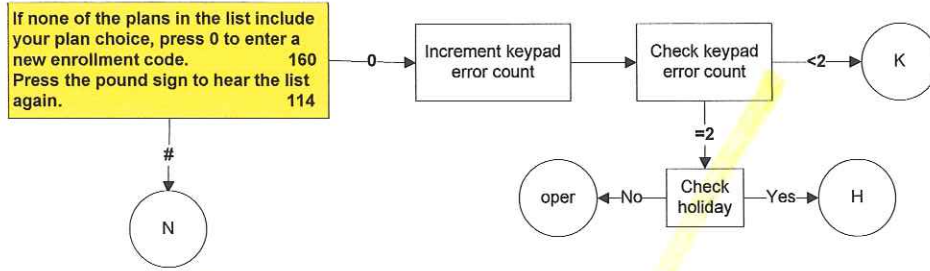 If none of the plans in the list include
your plan choice, press 0 to enter a
new enrollment code. 160
Press the pound sign to hear the list
again. 114
0
Increment keypad
error count
Check keypad
error count
<2
K
=2
#
N
oper
No
Check
holiday
Yes
H